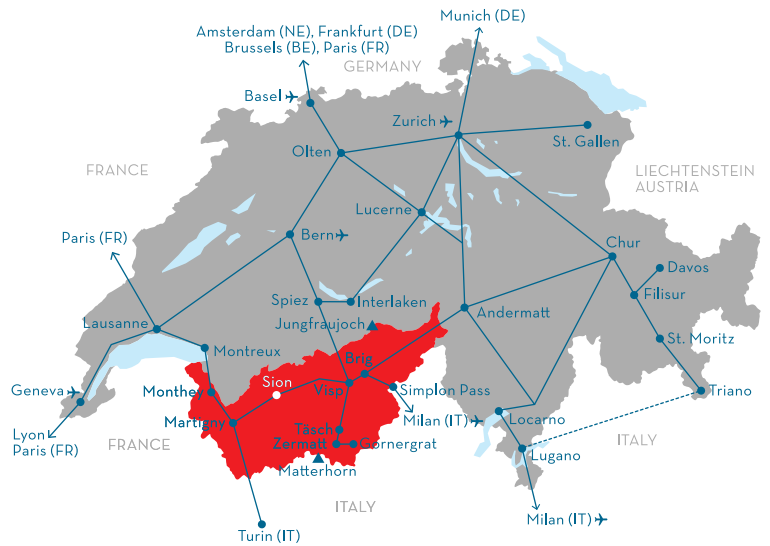 Munich (DE)
Amsterdam (NE), Frankfurt (DE)
Brussels (BE), Paris (FR)
GERMANY
Basel
Zurich
St. Gallen
Olten
FRANCE
LIECHTENSTEIN
AUSTRIA
Lucerne
Paris (FR)
Bern
Chur
Davos
Spiez
Interlaken
Filisur
Andermatt
Lausanne
Jungfraujoch
St. Moritz
Montreux
Brig
Sion
Geneva
Monthey
Visp
Simplon Pass
Triano
Martigny
Milan (IT)
Locarno
Lyon
Paris (FR)
FRANCE
Täsch
Zermatt
Gornergrat
ITALY
Lugano
Matterhorn
ITALY
Turin (IT)
Milan (IT)